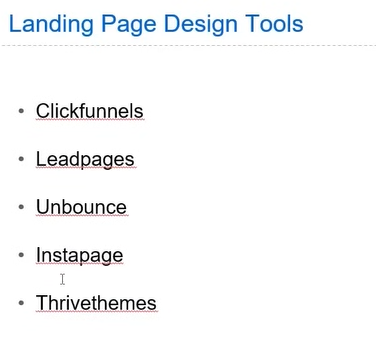 Landing Page Design Tools
• Clickfunnels
• Leadpages
• Unbounce
• Instapage
• Thrivethemes